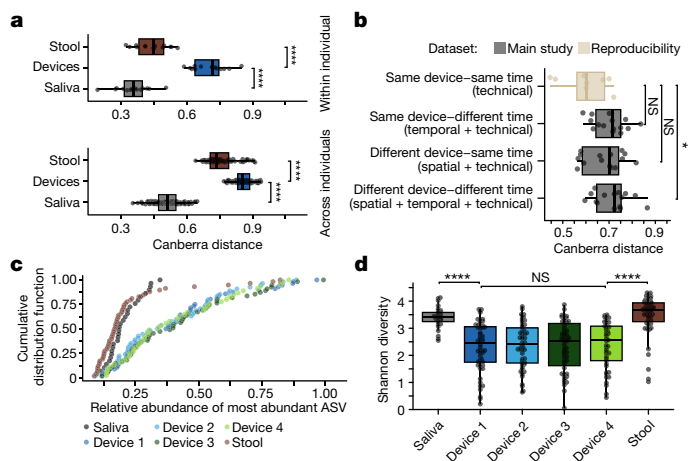 a
Stool
Devices
Saliva
****
****
0.3 0.6 0.9
Within individual
Stool
Devices
Saliva
****
****
0.3 0.6 0.9
Canberra distance
Across individuals
b
Dataset: Main study Reproducibility
Same device–same time
(technical)
Same device–different time
(temporal + technical)
Different device–same time
(spatial + technical)
Different device–different time
(spatial + temporal + technical)
NS
NS
*
0.5 0.7 0.9
Canberra distance
c
Cumulative
distribution function
1.00
0.75
0.50
0.25
0
0.25 0.50 0.75 1.00
Relative abundance of most abundant ASV
Saliva Device 2 Device 4
Device 1 Device 3 Stool
d
**** NS ****
Shannon diversity
4
3
2
1
0
Saliva
Device 1
Device 2
Device 3
Device 4
Stool